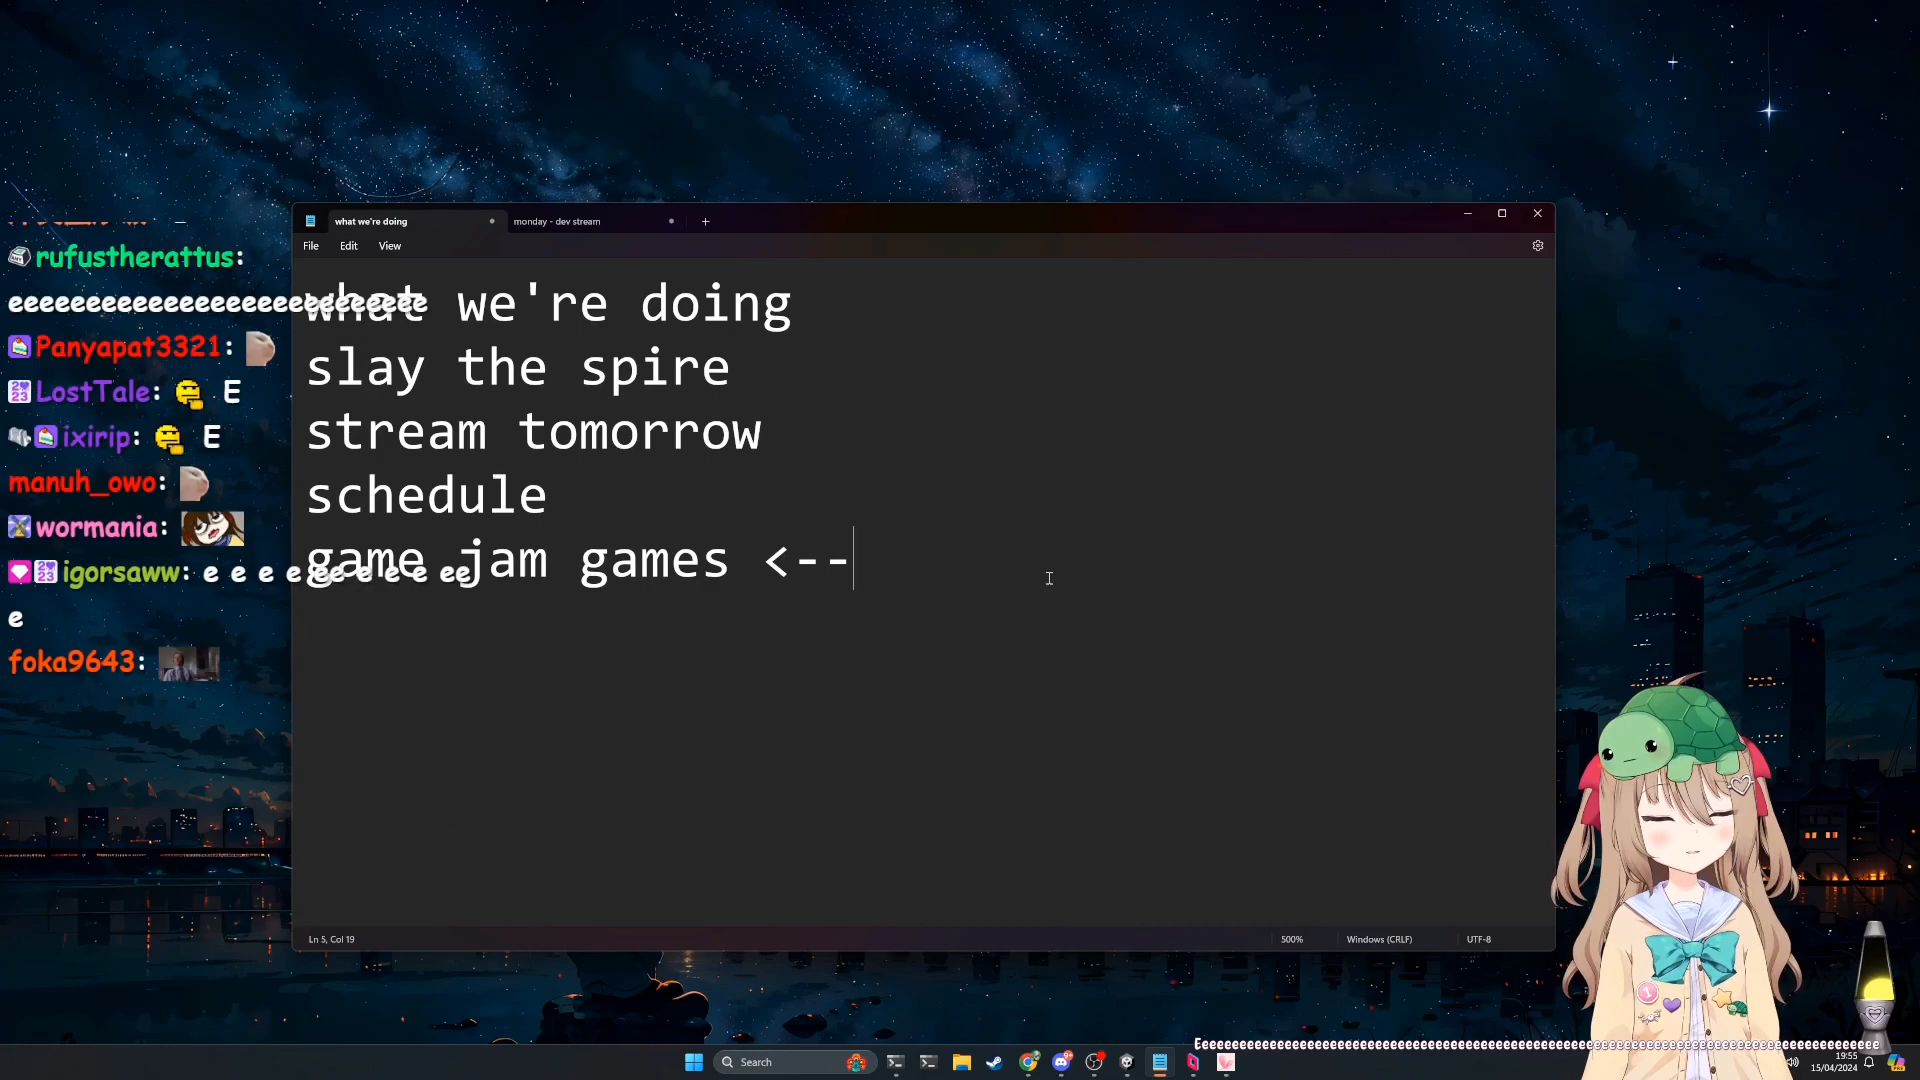 what we're doing
monday - dev stream
File Edit View
rufustherattus:
what we're doing
slay the spire
stream tomorrow
schedule
game jam games <--
Panyapat3321:
LostTale: E
ixirip: E
manuh_owo:
wormania:
igorsaww: e e e e ee e e e ee
e
foka9643:
Ln 5, Col 19
500%
Windows (CRLF)
UTF-8
Search
19:55
15/04/2024